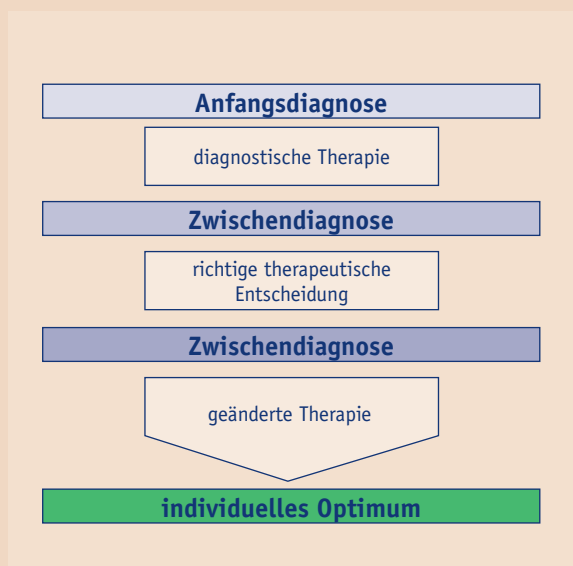 Anfangsdiagnose
diagnostische Therapie
Zwischendiagnose
richtige therapeutische
Entscheidung
Zwischendiagnose
geänderte Therapie
individuelles Optimum